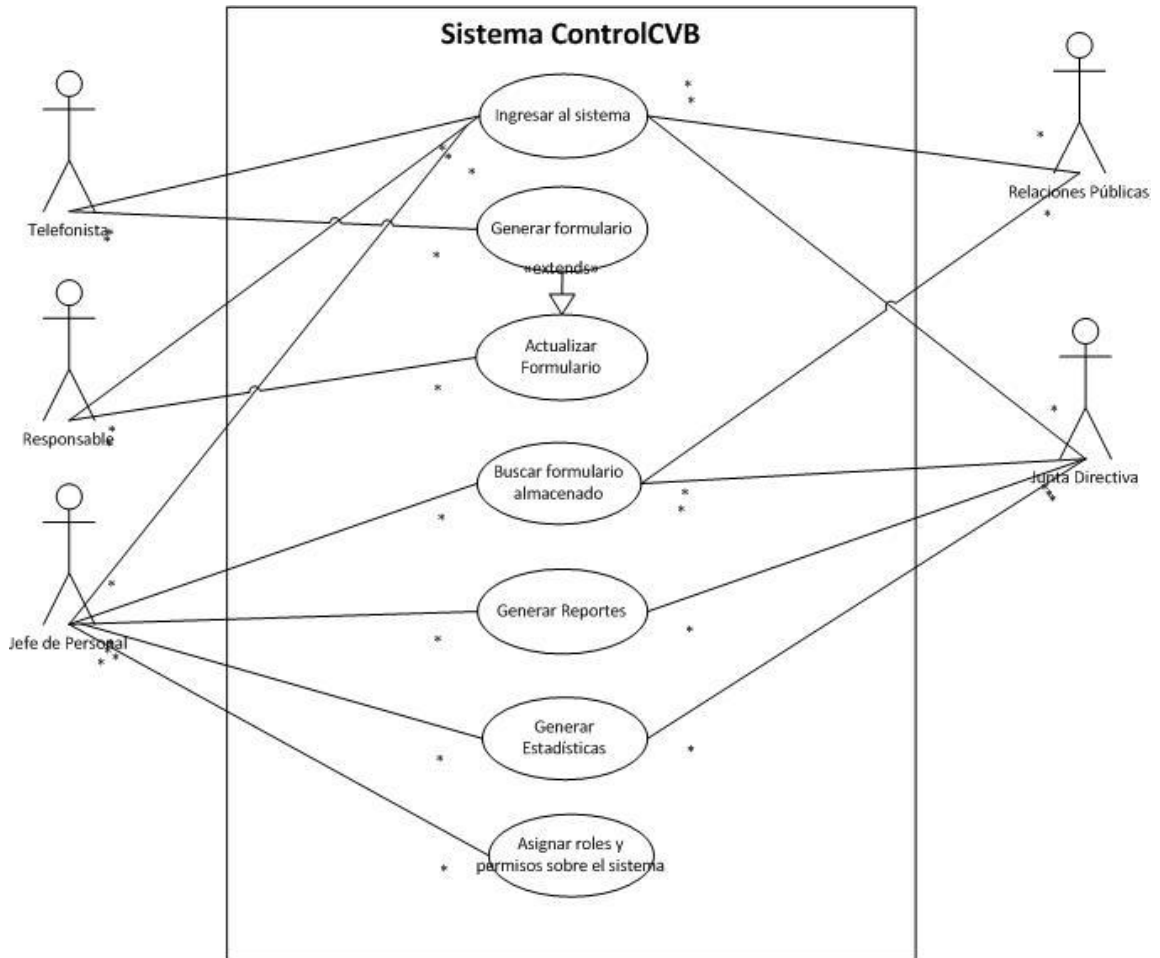 Sistema ControlCVB
Ingresar al sistema
Relaciones Públicas
Generar formulario
Telefonista
«extends»
Actualizar
Formulario
Responsable
Buscar formulario
almacenado
Junta Directiva
Generar Reportes
Jefe de Personal
Generar
Estadísticas
Asignar roles y
permisos sobre el sistema